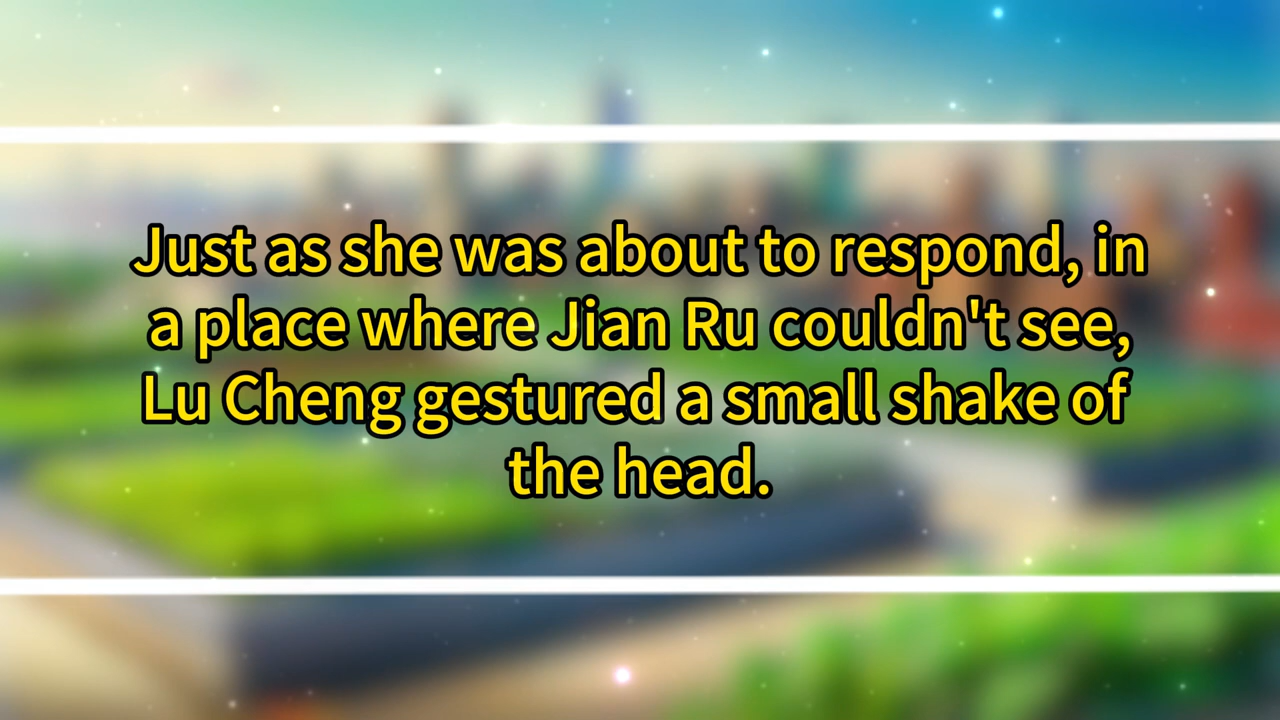 Just as she was about to respond, in
a place where Jian Ru couldn't see,
Lu Cheng gestured a small shake of
the head.